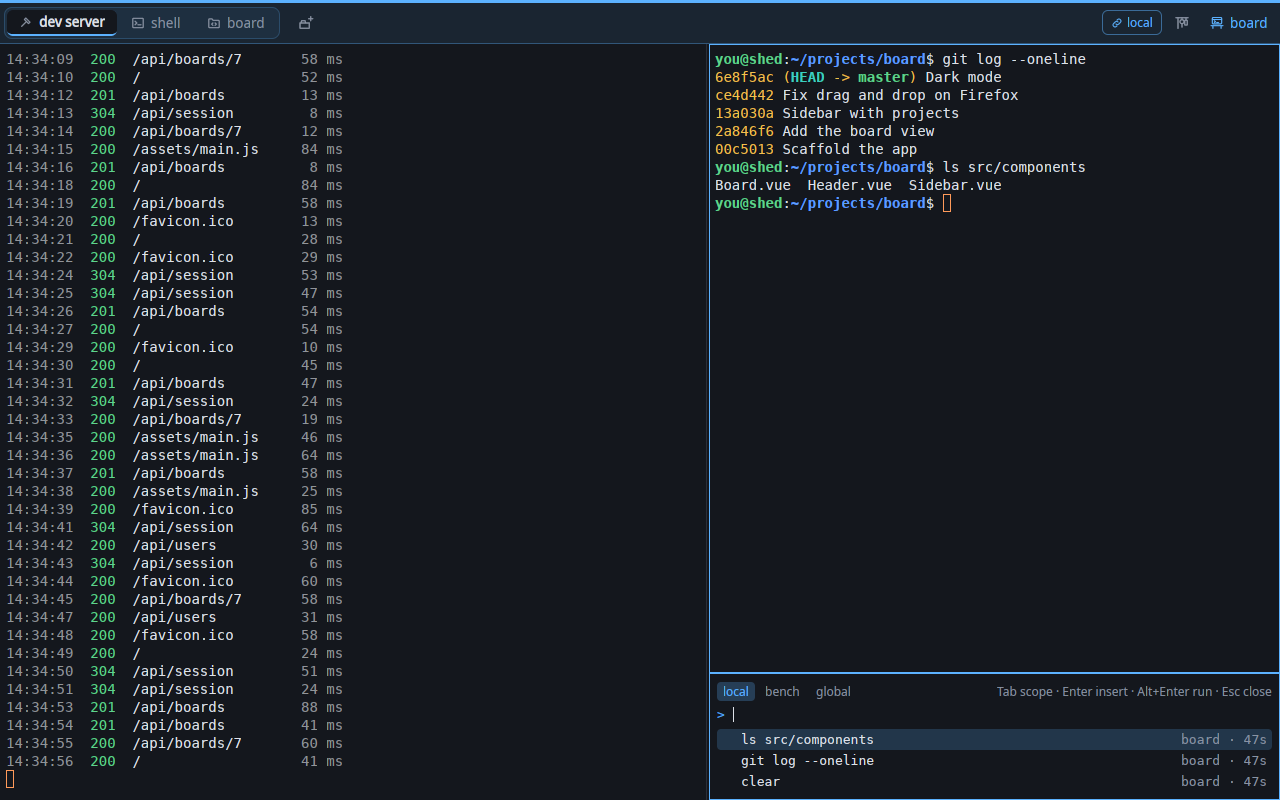 dev server shell board local board
14:34:09 200 /api/boards/7 58 ms
14:34:10 200 / 52 ms
14:34:12 201 /api/boards 13 ms
14:34:13 304 /api/session 8 ms
14:34:14 200 /api/boards/7 12 ms
14:34:15 200 /assets/main.js 84 ms
14:34:16 201 /api/boards 8 ms
14:34:18 200 / 84 ms
14:34:19 201 /api/boards 58 ms
14:34:20 200 /favicon.ico 13 ms
14:34:21 200 / 28 ms
14:34:22 200 /favicon.ico 29 ms
14:34:24 304 /api/session 53 ms
14:34:25 304 /api/session 47 ms
14:34:26 201 /api/boards 54 ms
14:34:27 200 / 54 ms
14:34:29 200 /favicon.ico 10 ms
14:34:30 200 / 45 ms
14:34:31 201 /api/boards 47 ms
14:34:32 304 /api/session 24 ms
14:34:33 200 /api/boards/7 19 ms
14:34:35 200 /assets/main.js 46 ms
14:34:36 200 /assets/main.js 64 ms
14:34:37 201 /api/boards 58 ms
14:34:38 200 /assets/main.js 25 ms
14:34:39 200 /favicon.ico 85 ms
14:34:41 304 /api/session 64 ms
14:34:42 200 /api/users 30 ms
14:34:43 304 /api/session 6 ms
14:34:44 200 /favicon.ico 60 ms
14:34:45 200 /api/boards/7 58 ms
14:34:47 200 /api/users 31 ms
14:34:48 200 /favicon.ico 58 ms
14:34:49 200 / 24 ms
14:34:50 304 /api/session 51 ms
14:34:51 304 /api/session 24 ms
14:34:53 201 /api/boards 88 ms
14:34:54 201 /api/boards 41 ms
14:34:55 200 /api/boards/7 60 ms
14:34:56 200 / 41 ms
you@shed:~/projects/board$ git log --oneline
6e8f5ac (HEAD -> master) Dark mode
ce4d442 Fix drag and drop on Firefox
13a030a Sidebar with projects
2a846f6 Add the board view
00c5013 Scaffold the app
you@shed:~/projects/board$ ls src/components
Board.vue Header.vue Sidebar.vue
you@shed:~/projects/board$
local bench global Tab scope · Enter insert · Alt+Enter run · Esc close
>
ls src/components board · 47s
git log --oneline board · 47s
clear board · 47s